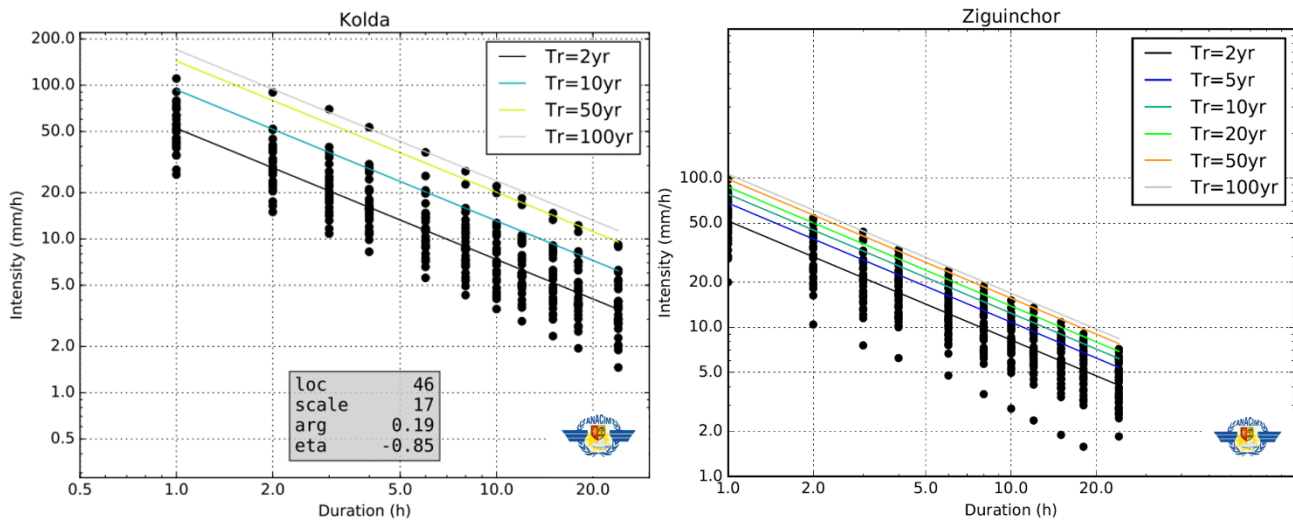 Kolda
200.0
100.0
50.0
20.0
10.0
5.0
2.0
1.0
0.5
Intensity (mm/h)
Tr=2yr
Tr=10yr
Tr=50yr
Tr=100yr
loc 46
scale 17
arg 0.19
eta -0.85
ANACIM
0.5 1.0 2.0 5.0 10.0 20.0
Duration (h)
Ziguinchor
100.0
50.0
20.0
10.0
5.0
2.0
1.0
Intensity (mm/h)
Tr=2yr
Tr=5yr
Tr=10yr
Tr=20yr
Tr=50yr
Tr=100yr
ANACIM
1.0 2.0 5.0 10.0 20.0
Duration (h)